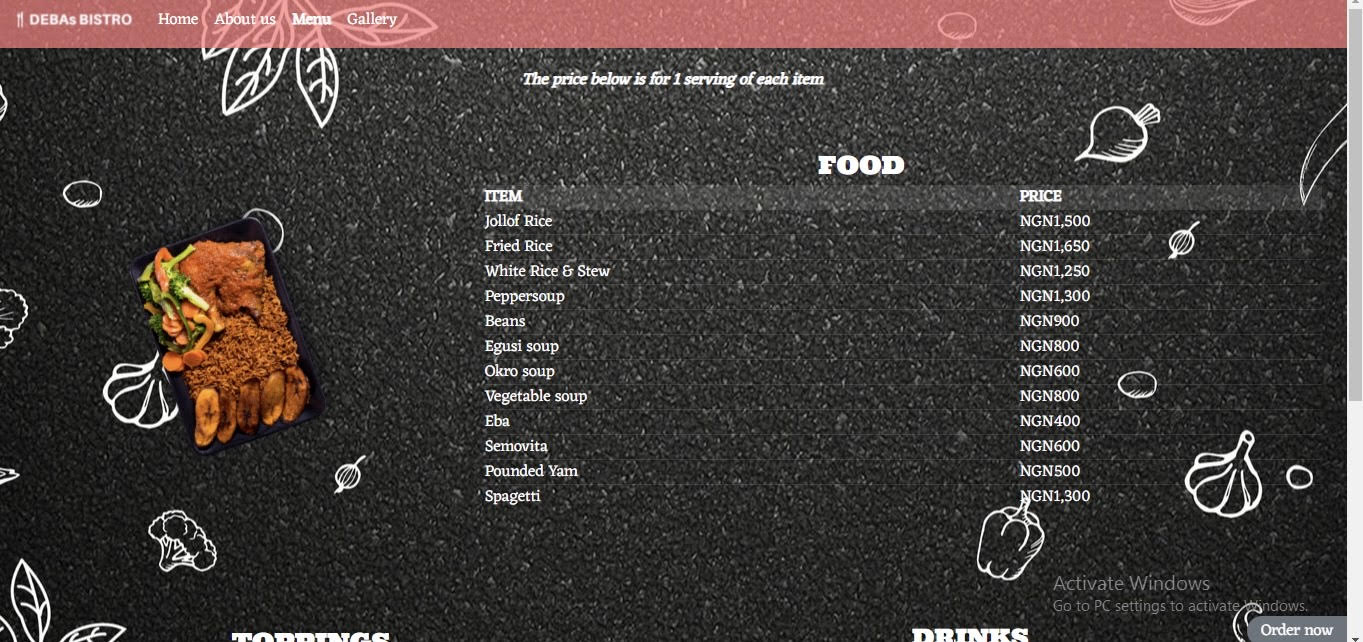 DEBAs BISTRO Home About us Menu Gallery
The price below is for 1 serving of each item
FOOD
ITEM PRICE
Jollof Rice NGN1,500
Fried Rice NGN1,650
White Rice & Stew NGN1,250
Peppersoup NGN1,300
Beans NGN900
Egusi soup NGN800
Okro soup NGN600
Vegetable soup NGN800
Eba NGN400
Semovita NGN600
Pounded Yam NGN500
Spagetti NGN1,300
Activate Windows
Go to PC settings to activate Windows.
Order now
TOPPINGS DRINKS